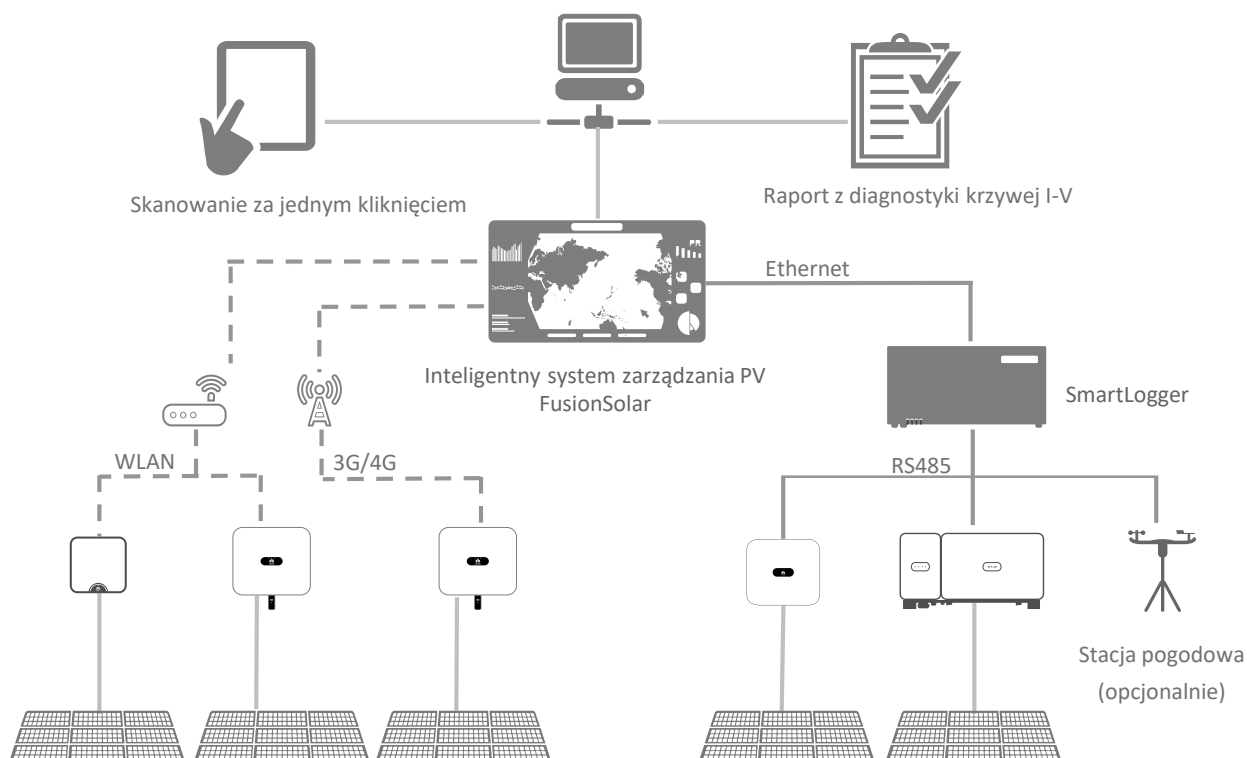 Skanowanie za jednym kliknięciem
Raport z diagnostyki krzywej I-V
Ethernet
Inteligentny system zarządzania PV
FusionSolar
SmartLogger
WLAN
3G/4G
RS485
Stacja pogodowa
(opcjonalnie)